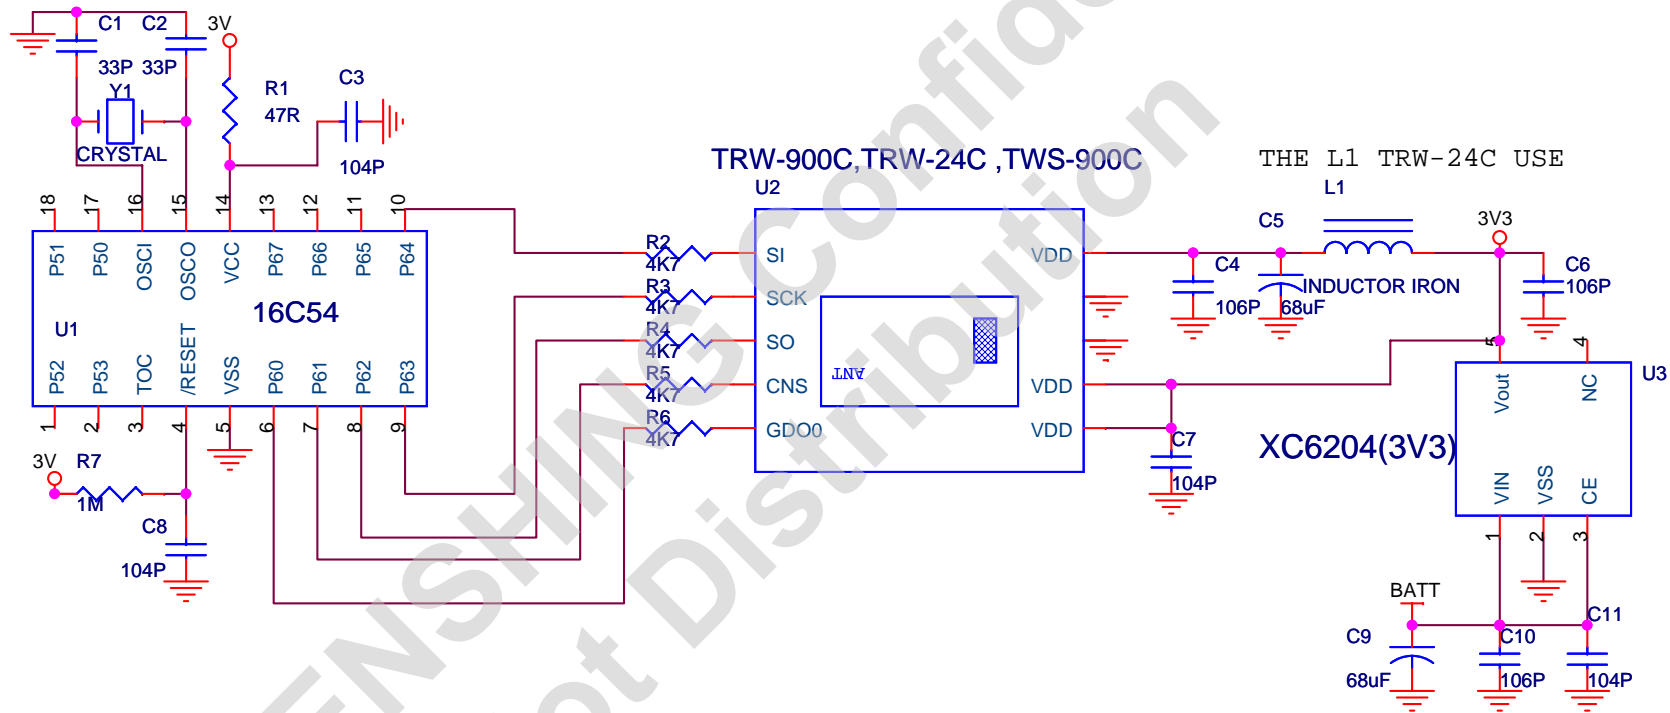 C1
C2
3V
33P
33P
Y1
CRYSTAL
R1
47R
C3
104P
18
17
16
15
14
13
12
11
10
P51
P50
OSCI
OSCO
VCC
P67
P66
P65
P64
U1
16C54
P52
P53
TOC
/RESET
VSS
P60
P61
P62
P63
1
2
3
4
5
6
7
8
9
3V
R7
1M
C8
104P
R2
4K7
R3
4K7
R4
4K7
R5
4K7
R6
4K7
TRW-900C,TRW-24C ,TWS-900C
U2
SI
SCK
SO
CNS
GDO0
ANT
VDD
VDD
VDD
THE L1 TRW-24C USE
L1
INDUCTOR IRON
C4
106P
C5
68uF
3V3
C6
106P
C7
104P
5
4
U3
Vout
NC
XC6204(3V3)
VIN
VSS
CE
1
2
3
BATT
C9
68uF
C10
106P
C11
104P
ENSHING Confide
ot Distribution